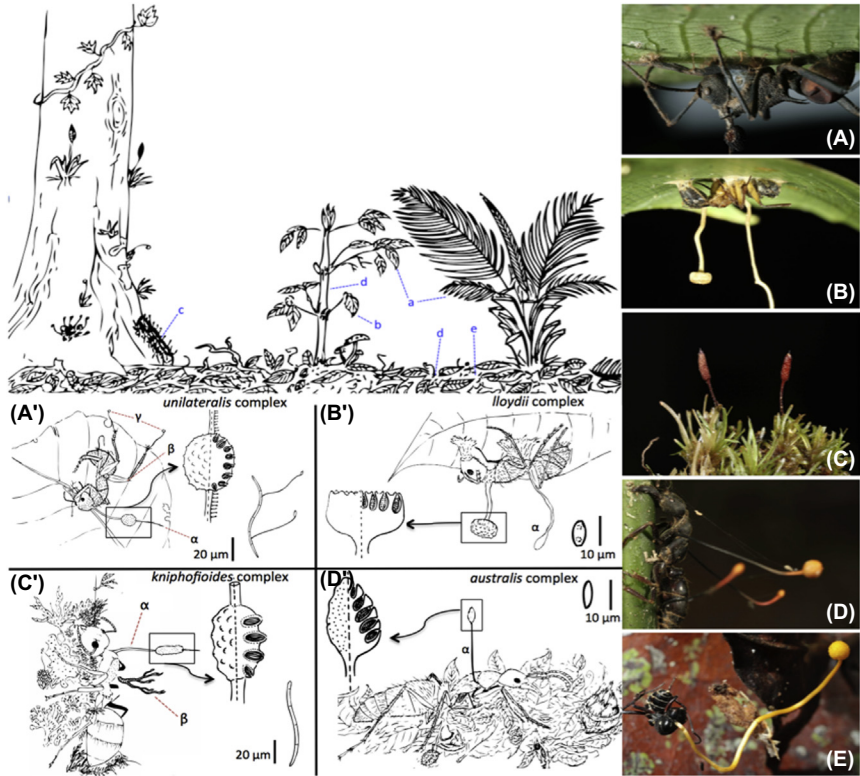 c
d
a
b
d
e
(A)
(B)
(C)
(D)
(E)
(A') unilateralis complex
γ
β
α
20 μm
(B') lloydii complex
α
10 μm
(C') kniphofioides complex
α
β
20 μm
(D') australis complex
α
10 μm